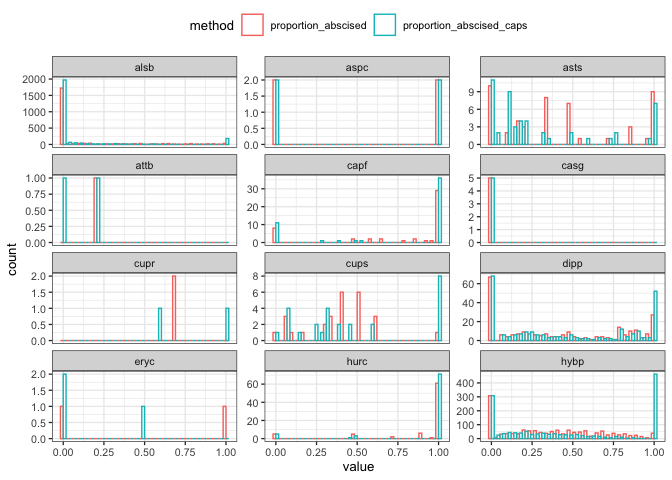 method proportion_abscised proportion_abscised_caps
alsb aspc asts
2000 1500 1000 500 0
2.0 1.5 1.0 0.5 0.0
9 6 3 0
attb capf casg
1.00 0.75 0.50 0.25 0.00
30 20 10 0
5 4 3 2 1 0
cupr cups dipp
2.0 1.5 1.0 0.5 0.0
8 6 4 2 0
60 40 20 0
eryc hurc hybp
2.0 1.5 1.0 0.5 0.0
60 40 20 0
400 300 200 100 0
0.00 0.25 0.50 0.75 1.00
0.00 0.25 0.50 0.75 1.00
0.00 0.25 0.50 0.75 1.00
count
value